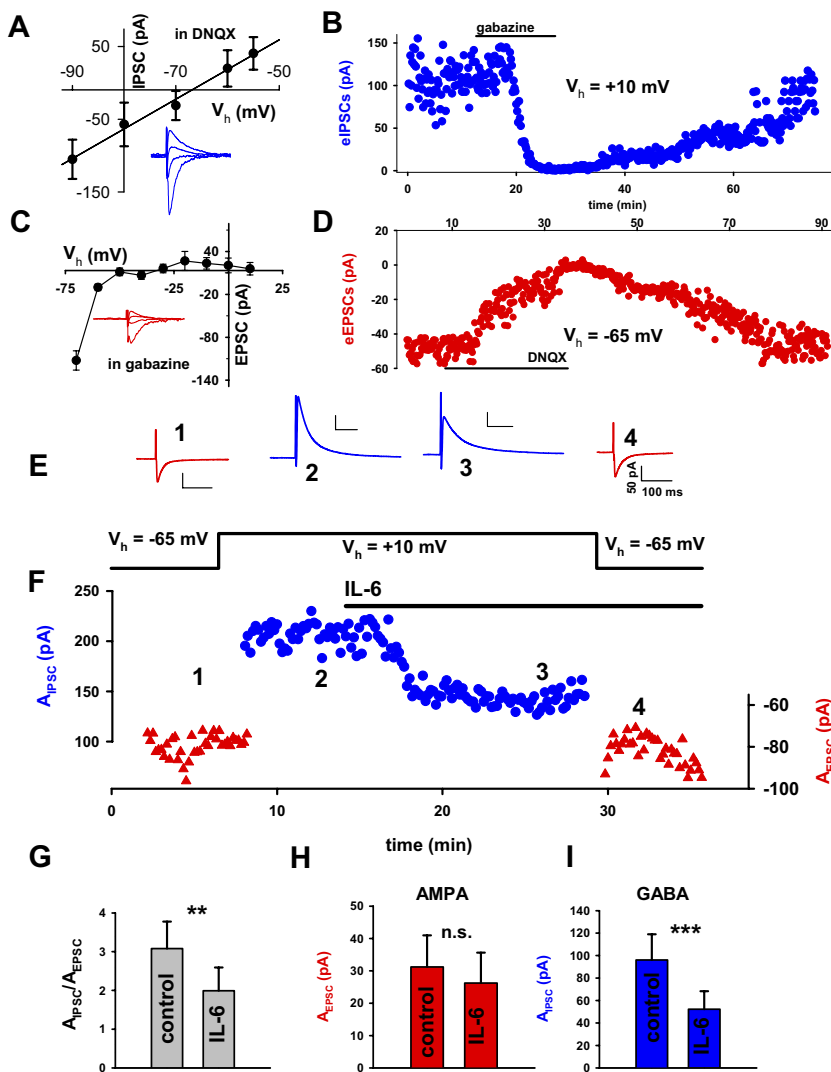 A
in DNQX
IPSC (pA)
50
-90
-70
-50
V_h (mV)
-50
-150
B
gabazine
V_h = +10 mV
eIPSCs (pA)
150
100
50
0
0
20
40
60
time (min)
C
V_h (mV)
40
-75
-25
25
-20
-80
-140
EPSC (pA)
in gabazine
D
10
30
50
70
90
20
0
-20
-40
-60
eEPSCs (pA)
V_h = -65 mV
DNQX
E
1
2
3
4
50 pA
100 ms
V_h = -65 mV
V_h = +10 mV
V_h = -65 mV
F
IL-6
250
200
150
100
A_IPSC (pA)
1
2
3
4
-60
-80
-100
A_EPSC (pA)
0
10
20
30
time (min)
G
A_IPSC/A_EPSC
4
3
2
1
0
**
control
IL-6
H
AMPA
A_EPSC (pA)
50
40
30
20
10
0
n.s.
control
IL-6
I
GABA
A_IPSC (pA)
140
120
100
80
60
40
20
0
***
control
IL-6